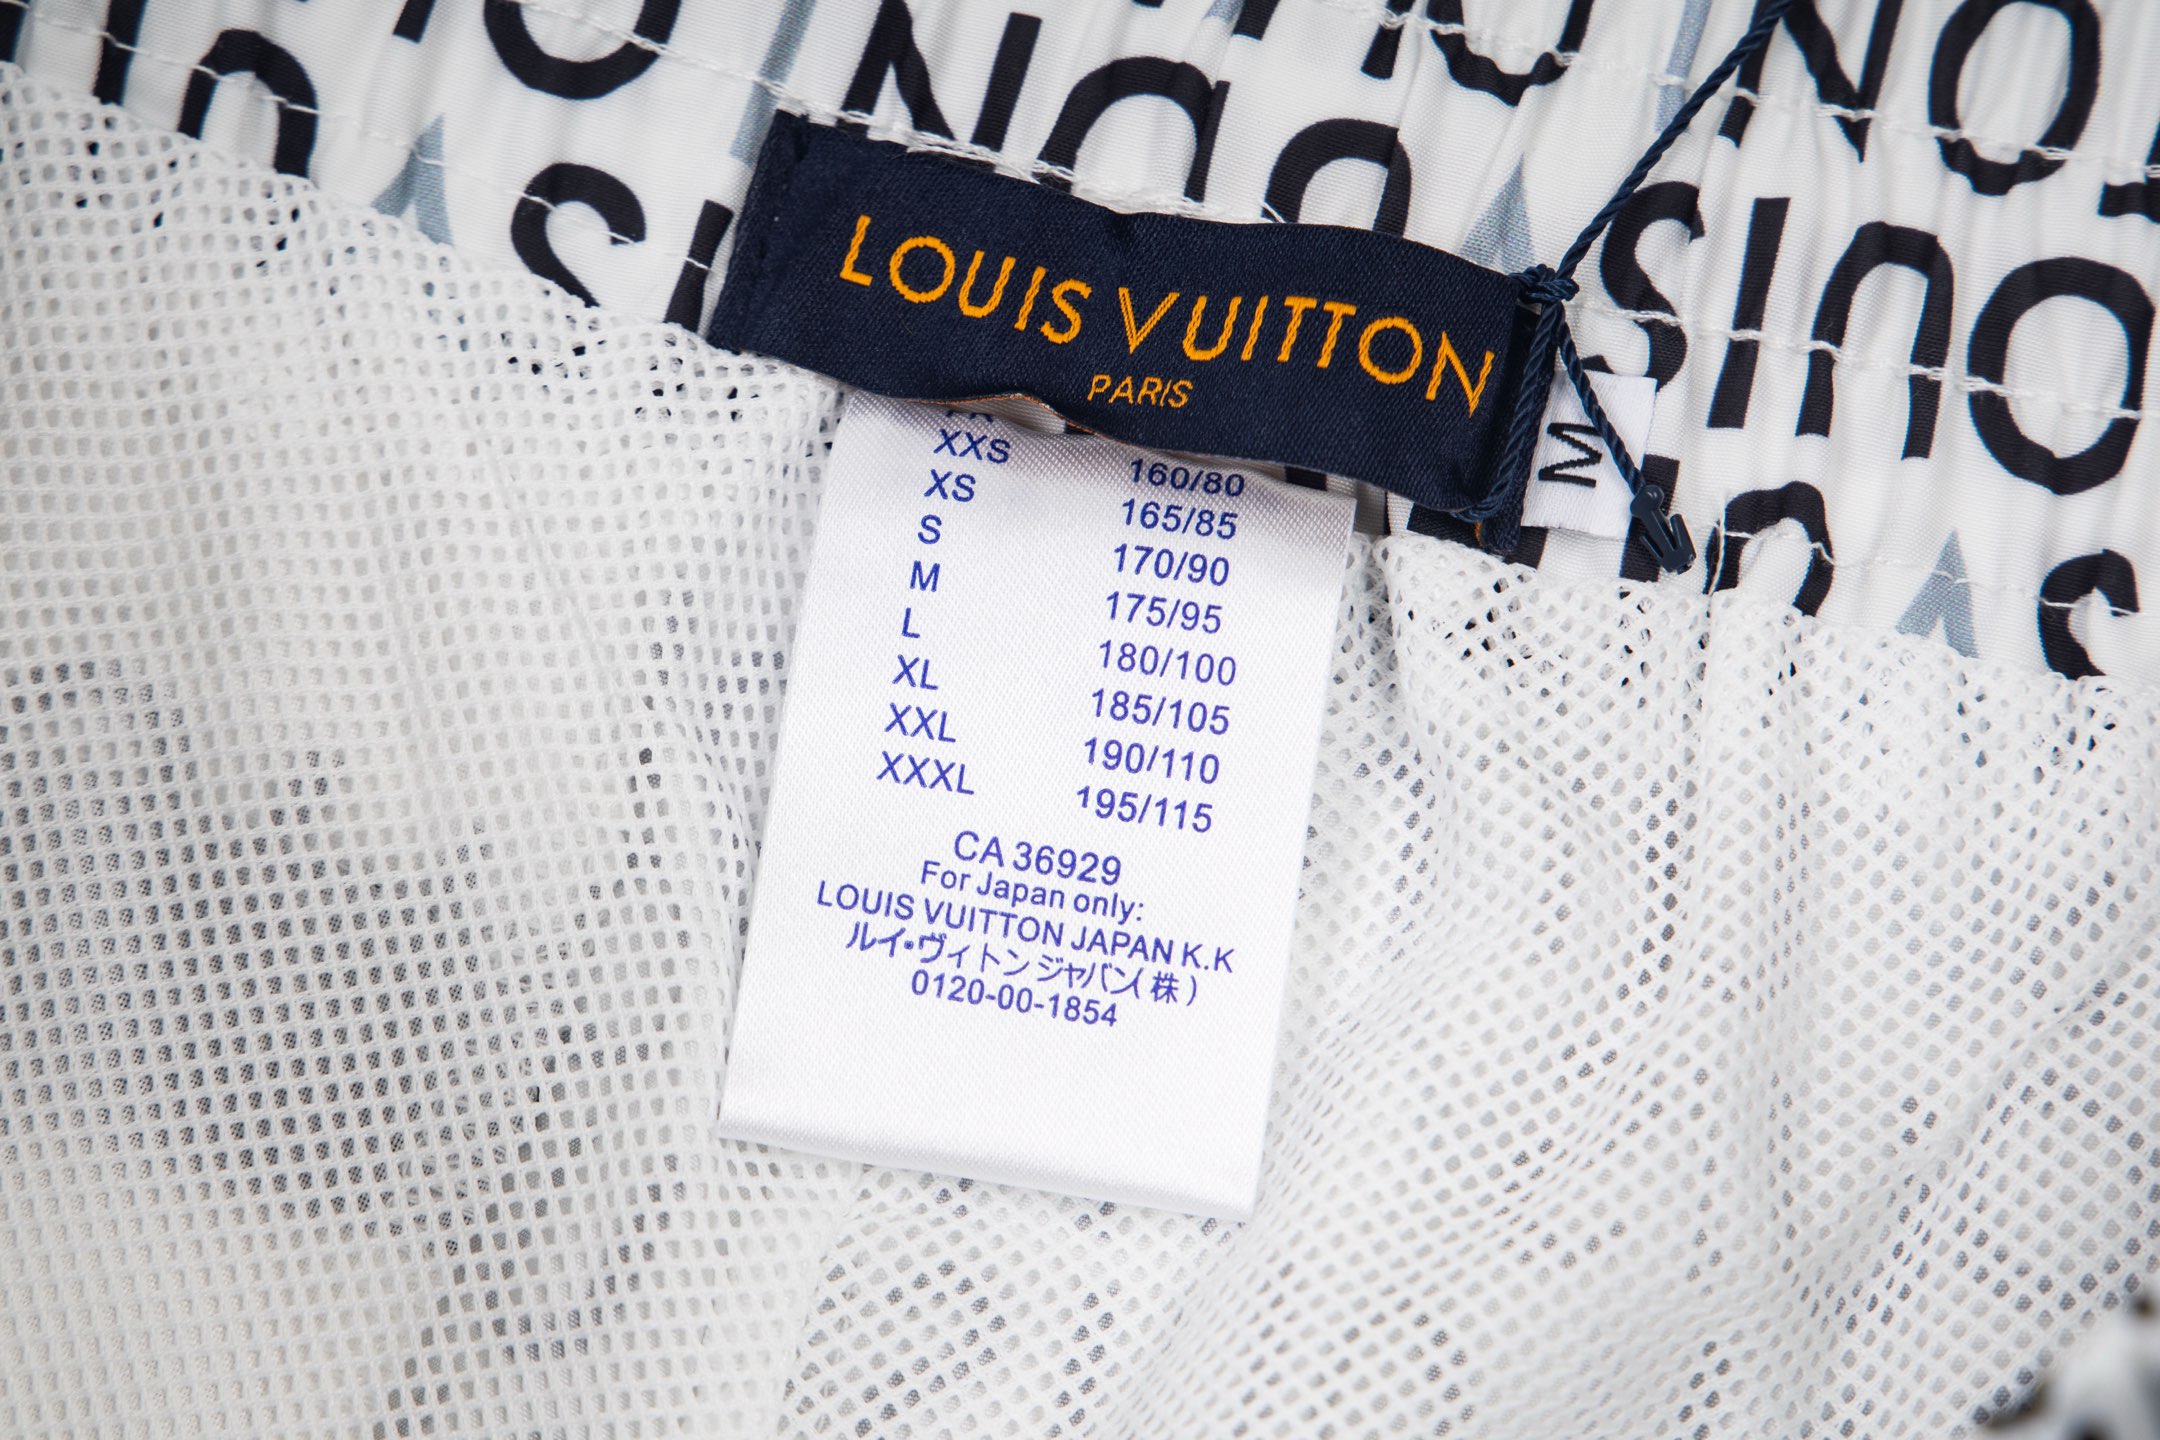 LOUIS VUITTON
PARIS
M
XXS 160/80
XS 165/85
S 170/90
M 175/95
L 180/100
XL 185/105
XXL 190/110
XXXL 195/115
CA 36929
For Japan only:
LOUIS VUITTON JAPAN K.K
ルイ・ヴィトンジャパン(株)
0120-00-1854